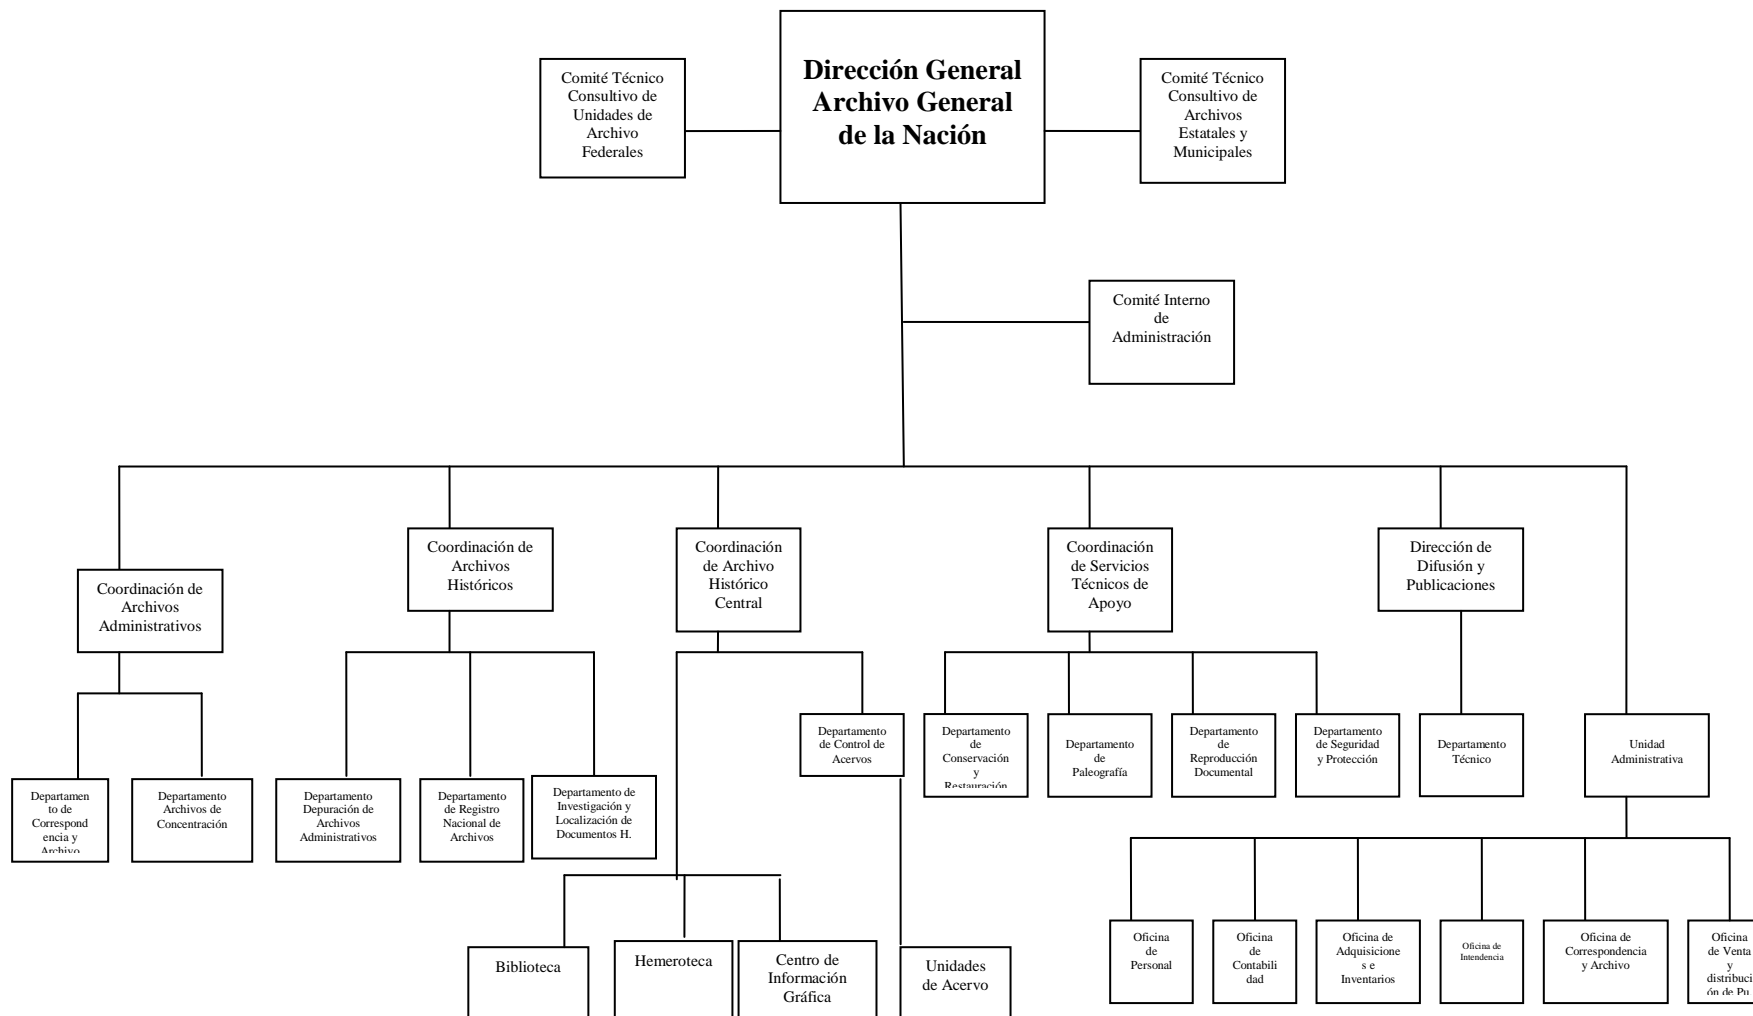 Dirección General
Archivo General
de la Nación
Comité Técnico
Consultivo de
Unidades de
Archivo
Federales
Comité Técnico
Consultivo de
Archivos
Estatales y
Municipales
Comité Interno
de
Administración
Coordinación de
Archivos
Administrativos
Coordinación de
Archivos
Históricos
Coordinación
de Archivo
Histórico
Central
Coordinación
de Servicios
Técnicos de
Apoyo
Dirección de
Difusión y
Publicaciones
Departamento
de Control de
Acervos
Departamento
de
Conservación
y
Restauración
Departamento
de
Paleografía
Departamento
de
Reproducción
Documental
Departamento
de Seguridad
y Protección
Departamento
Técnico
Unidad
Administrativa
Departamen
to de
Correspond
encia y
Archivo
Departamento
Archivos de
Concentración
Departamento
Depuración de
Archivos
Administrativos
Departamento
de Registro
Nacional de
Archivos
Departamento de
Investigación y
Localización de
Documentos H.
Biblioteca
Hemeroteca
Centro de
Información
Gráfica
Unidades
de Acervo
Oficina
de
Personal
Oficina
de
Contabili
dad
Oficina de
Adquisicione
s e
Inventarios
Oficina de
Intendencia
Oficina de
Correspondencia
y Archivo
Oficina
de Venta
y
distribuci
ón de Pu